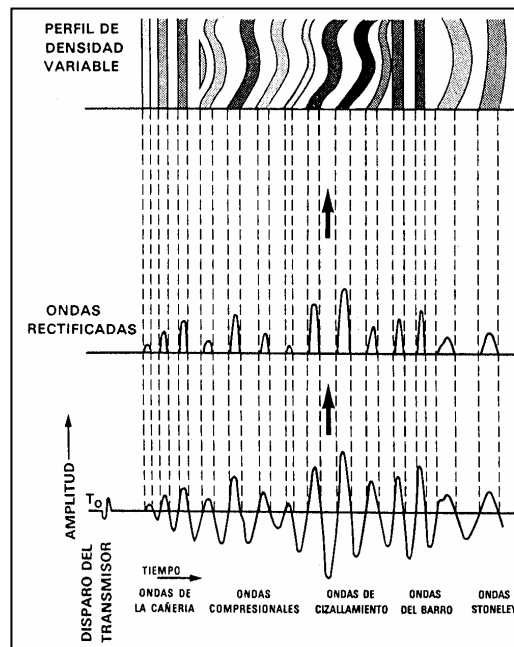 PERFIL DE
DENSIDAD
VARIABLE
ONDAS
RECTIFICADAS
AMPLITUD
To
DISPARO DEL
TRANSMISOR
TIEMPO
ONDAS DE
LA CAÑERIA
ONDAS
COMPRESIONALES
ONDAS DE
CIZALLAMIENTO
ONDAS
DEL BARRO
ONDAS
STONELEY